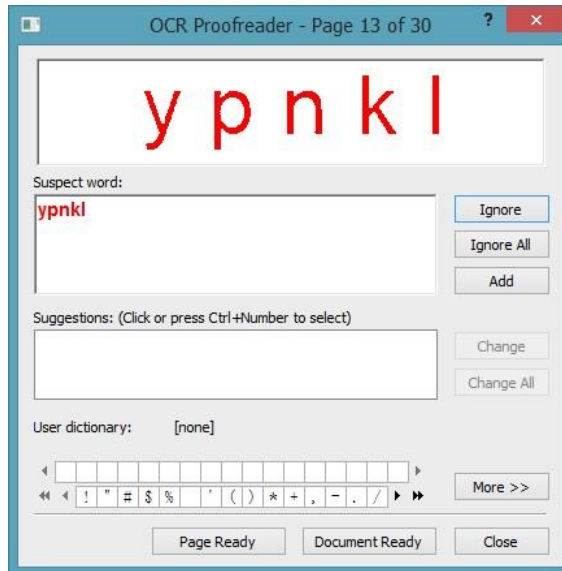 OCR Proofreader - Page 13 of 30 ? ×
y p n k l
Suspect word:
ypnkl
Ignore
Ignore All
Add
Suggestions: (Click or press Ctrl+Number to select)
Change
Change All
User dictionary: [none]
! " # $ % ' ( ) * + , - . /
More >>
Page Ready Document Ready Close